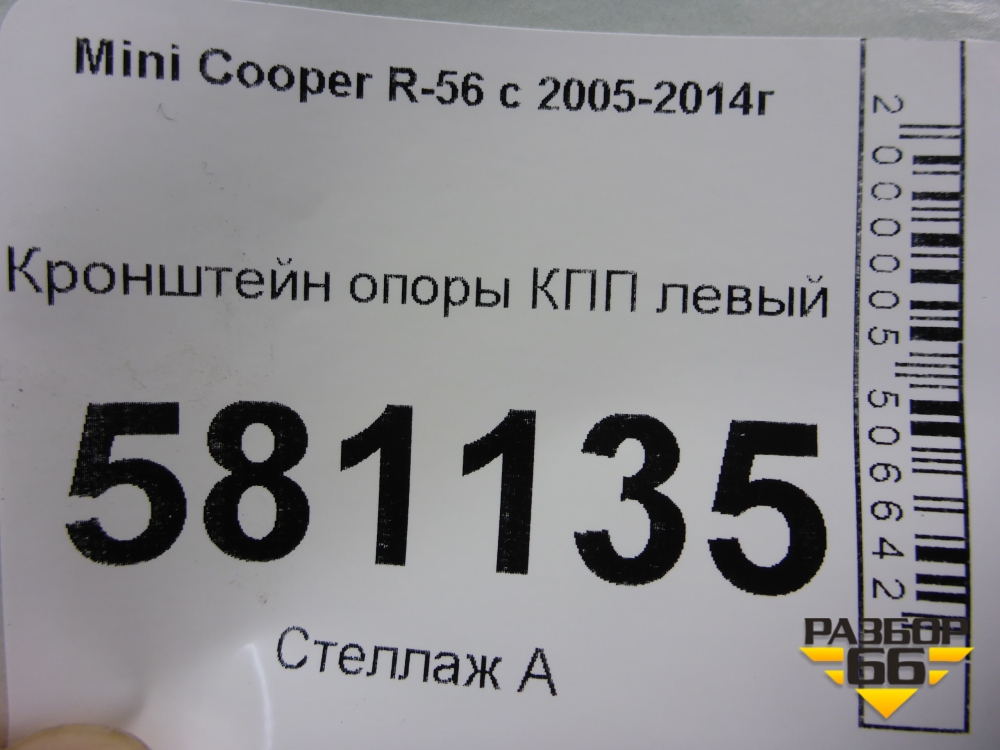 Mini Cooper R-56 с 2005-2014г
Кронштейн опоры КПП левый
581135
Стеллаж А
2000005506642
РАЗБОР
66